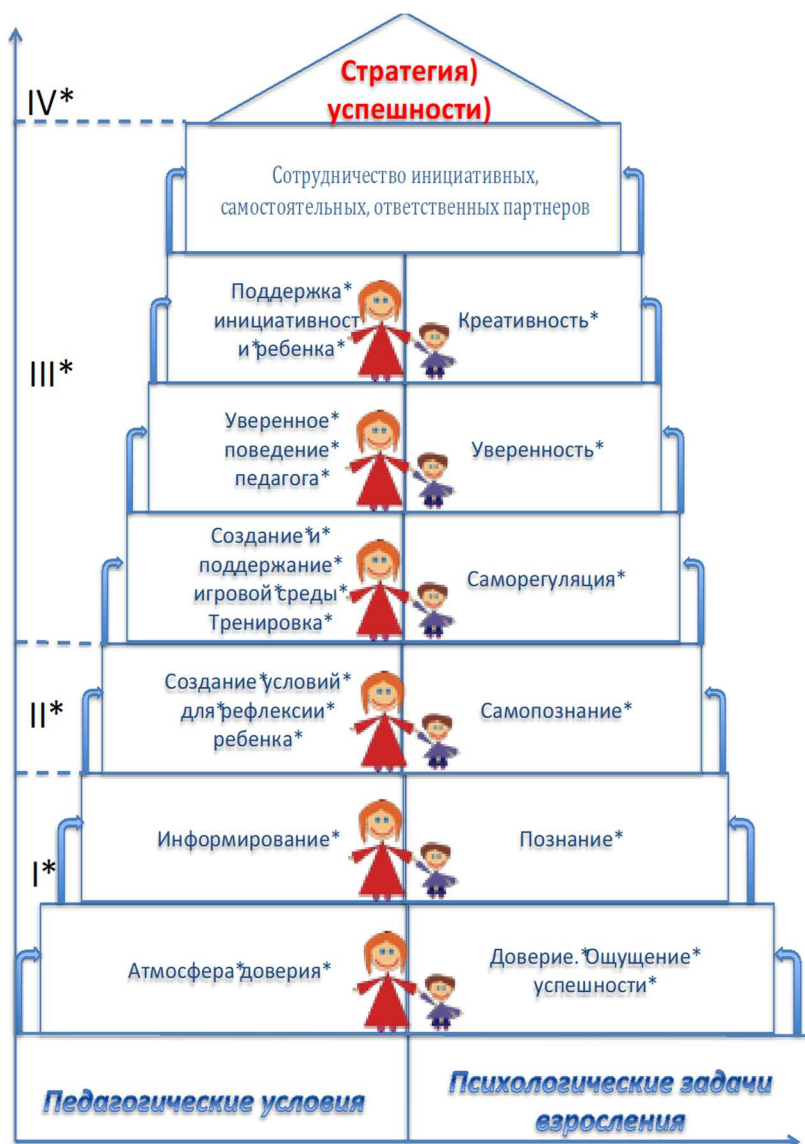 Стратегия)
успешности)
IV*
Сотрудничество инициативных,
самостоятельных, ответственных партнеров
III*
Поддержка*
инициативност
и*ребенка*
Креативность*
Уверенное*
поведение*
педагога*
Уверенность*
Создание*и*
поддержание*
игровой*среды*
Тренировка*
Саморегуляция*
II*
Создание*условий*
для*рефлексии*
ребенка*
Самопознание*
I*
Информирование*
Познание*
Атмосфера*доверия*
Доверие.*Ощущение*
успешности*
Педагогические условия
Психологические задачи
взросления